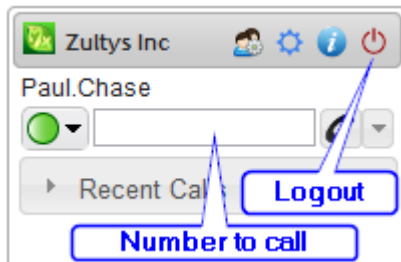 Zultys Inc
Paul.Chase
Recent Calls
Logout
Number to call